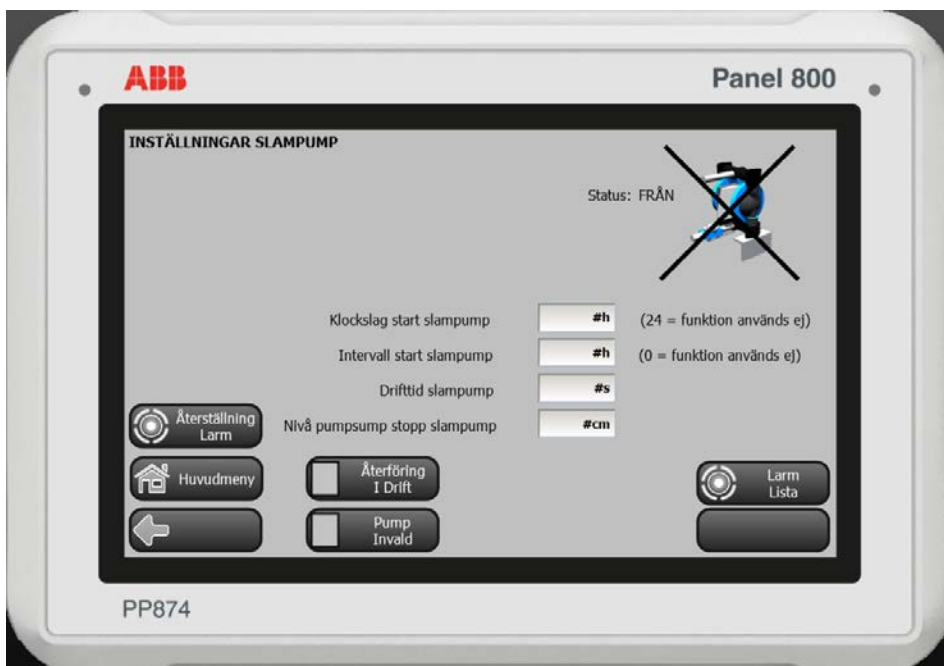 ABB
Panel 800
INSTÄLLNINGAR SLAMPUMP
Status: FRÅN
Klockslag start slampump #h (24 = funktion används ej)
Intervall start slampump #h (0 = funktion används ej)
Drifttid slampump #s
Nivå pumpsump stopp slampump #cm
Återställning
Larm
Huvudmeny
Återföring
I Drift
Pump
Invald
Larm
Lista
PP874